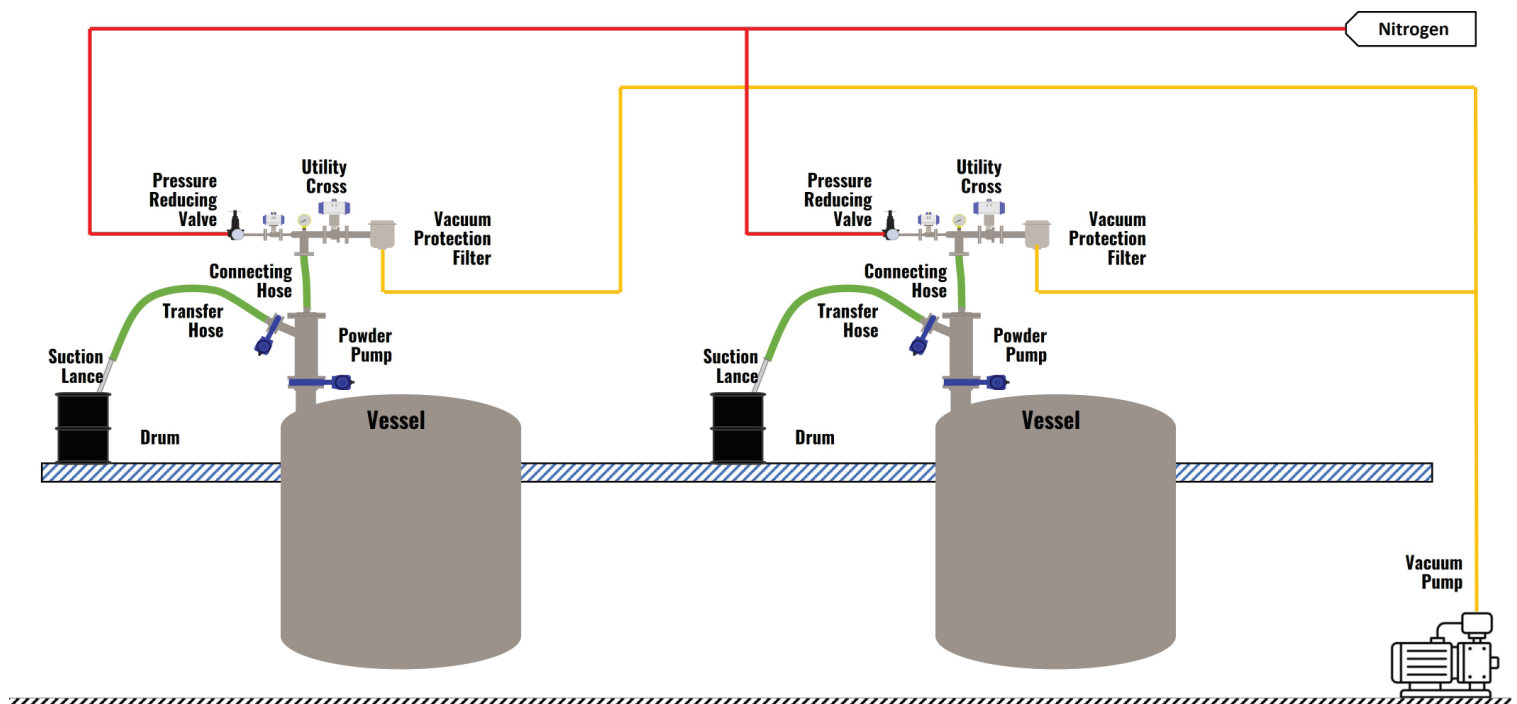 Nitrogen
Utility
Cross
Pressure
Reducing
Valve
Vacuum
Protection
Filter
Connecting
Hose
Transfer
Hose
Powder
Pump
Suction
Lance
Drum
Vessel
Utility
Cross
Pressure
Reducing
Valve
Vacuum
Protection
Filter
Connecting
Hose
Transfer
Hose
Powder
Pump
Suction
Lance
Drum
Vessel
Vacuum
Pump